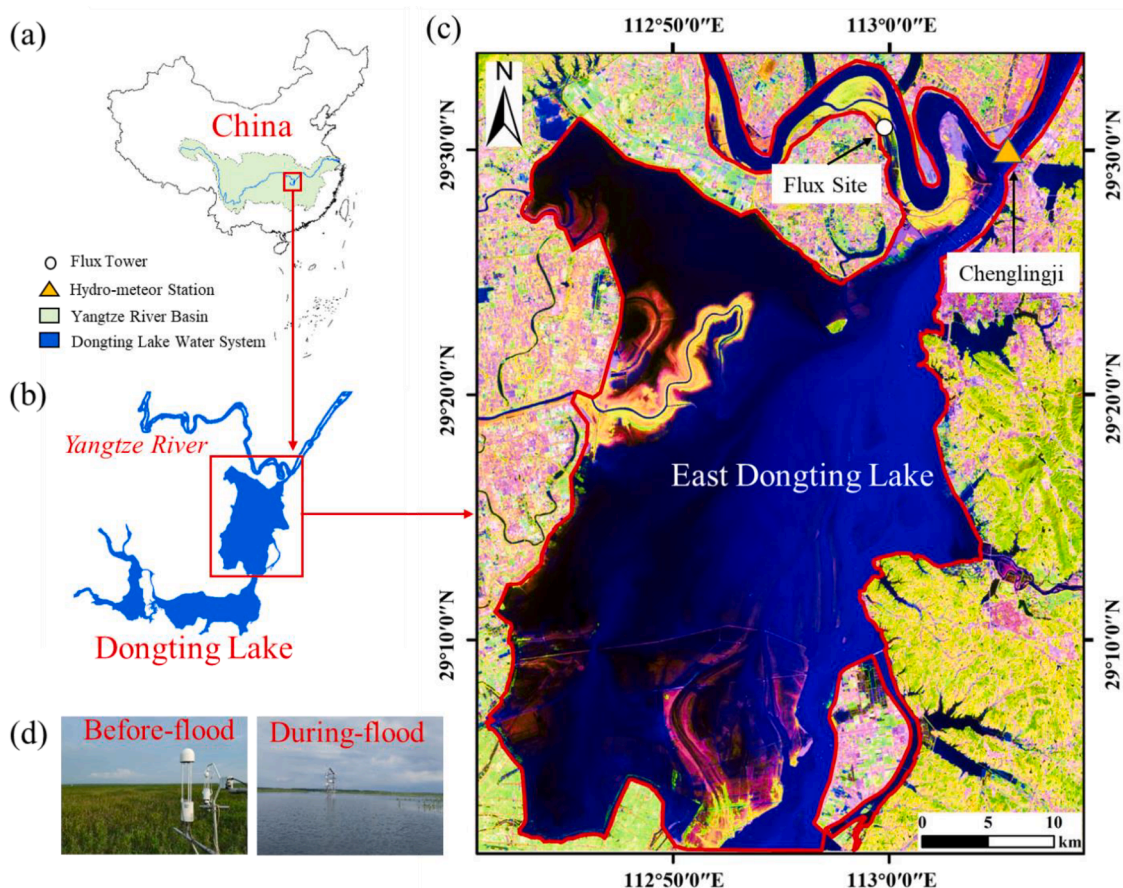 (a)
China
Flux Tower
Hydro-meteor Station
Yangtze River Basin
Dongting Lake Water System
(b)
Yangtze River
Dongting Lake
(c)
112°50'0"E
113°0'0"E
N
29°30'0"N
29°30'0"N
Flux Site
Chenglingji
29°20'0"N
29°20'0"N
East Dongting Lake
29°10'0"N
29°10'0"N
0 5 10
km
112°50'0"E
113°0'0"E
(d)
Before-flood
During-flood